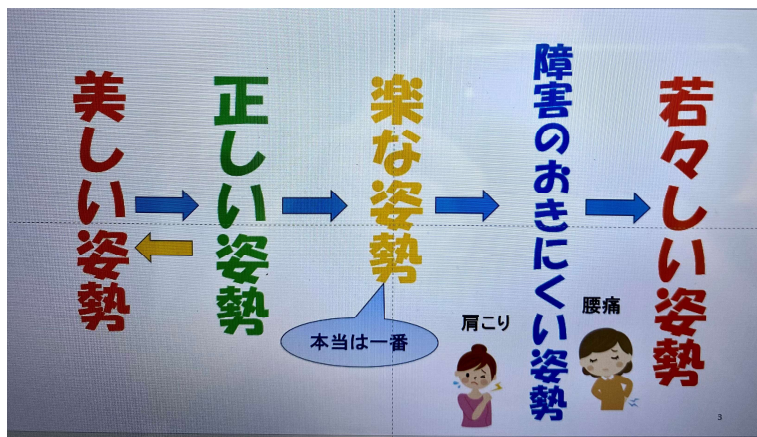 美しい姿勢
正しい姿勢
楽な姿勢
本当は一番
障害のおきにくい姿勢
肩こり
腰痛
若々しい姿勢
3